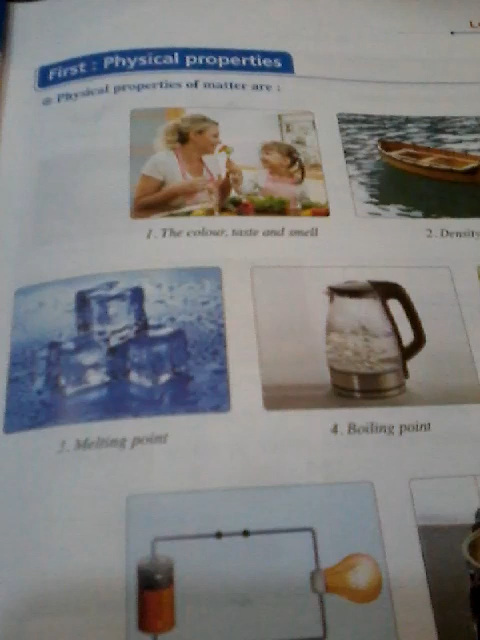 First : Physical properties
Physical properties of matter are :
1. The colour, taste and smell
2. Density
3. Melting point
4. Boiling point